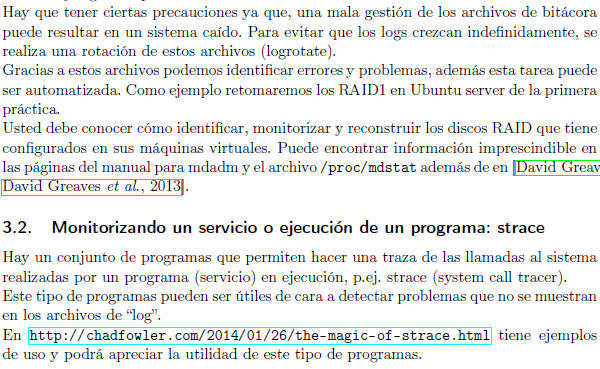 Hay que tener ciertas precauciones ya que, una mala gestión de los archivos de bitácora
puede resultar en un sistema caído. Para evitar que los logs crezcan indefinidamente, se
realiza una rotación de estos archivos (logrotate).
Gracias a estos archivos podemos identificar errores y problemas, además esta tarea puede
ser automatizada. Como ejemplo retomaremos los RAID1 en Ubuntu server de la primera
práctica.
Usted debe conocer cómo identificar, monitorizar y reconstruir los discos RAID que tiene
configurados en sus máquinas virtuales. Puede encontrar información imprescindible en
las páginas del manual para mdadm y el archivo /proc/mdstat además de en [David Greav
David Greaves et al., 2013].
3.2. Monitorizando un servicio o ejecución de un programa: strace
Hay un conjunto de programas que permiten hacer una traza de las llamadas al sistema
realizadas por un programa (servicio) en ejecución, p.ej. strace (system call tracer).
Este tipo de programas pueden ser útiles de cara a detectar problemas que no se muestran
en los archivos de “log”.
En http://chadfowler.com/2014/01/26/the-magic-of-strace.html tiene ejemplos
de uso y podrá apreciar la utilidad de este tipo de programas.